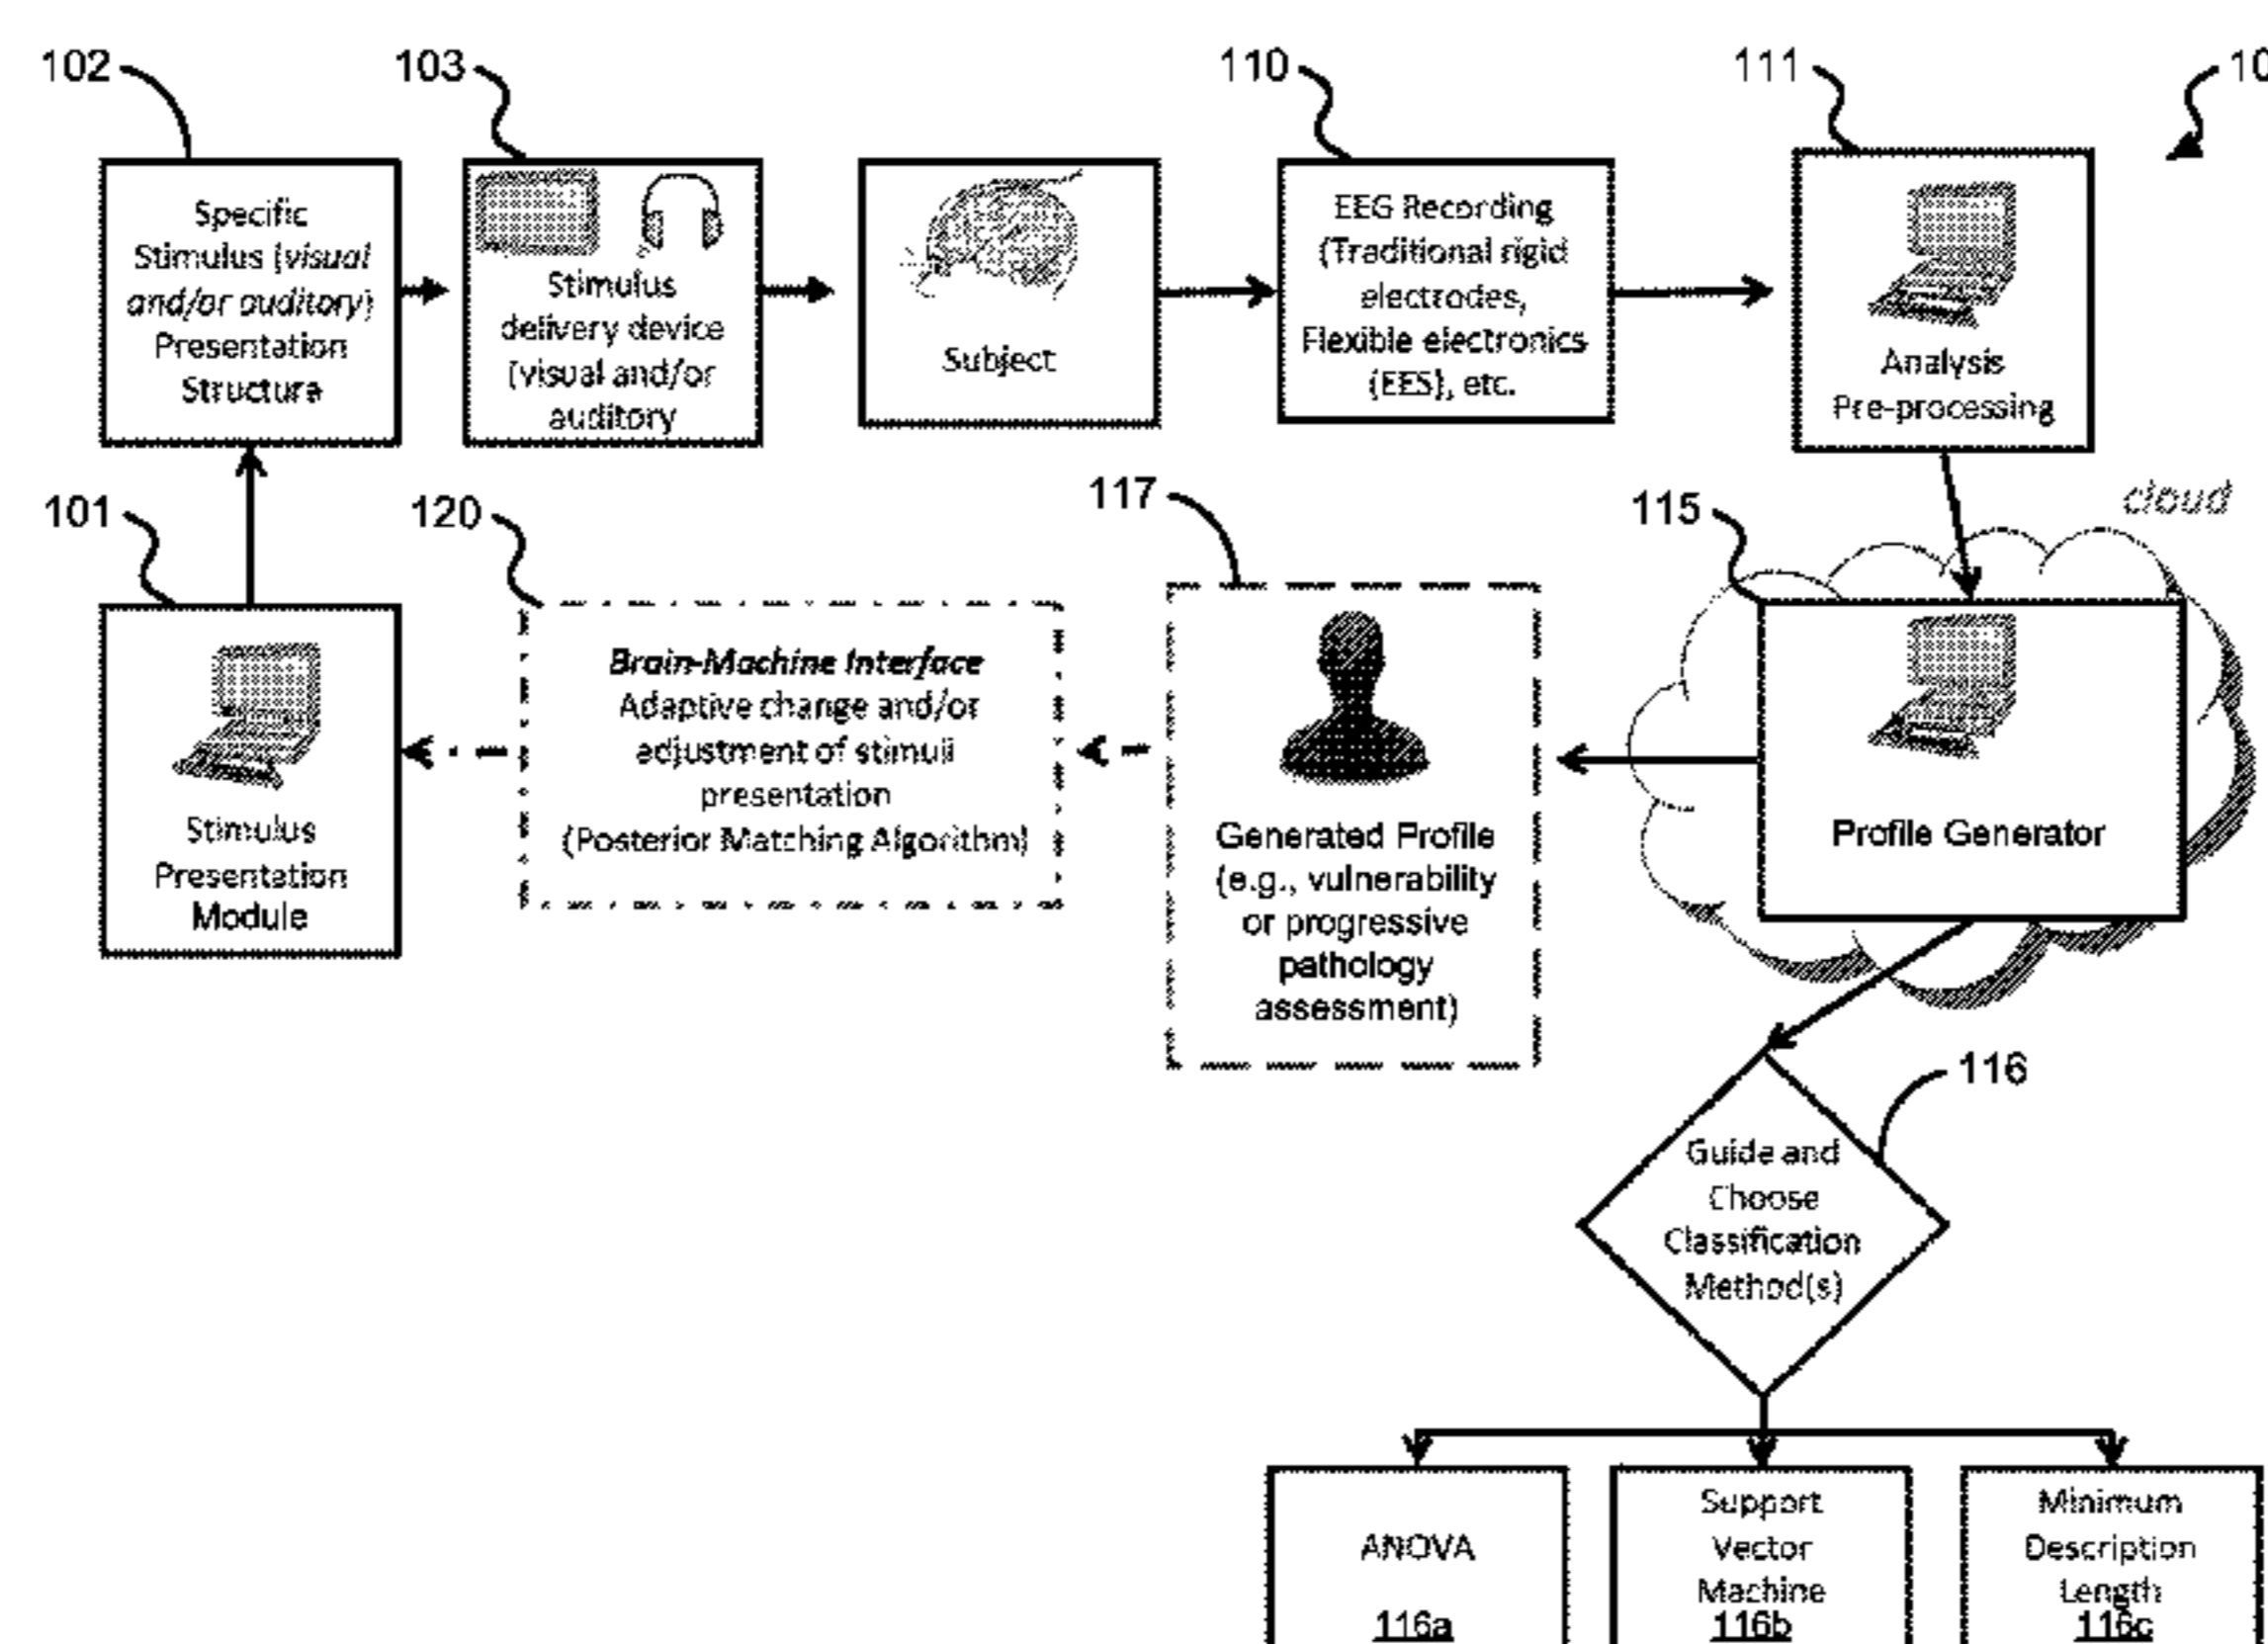 102
103
110
111
10
Specific
Stimulus (visual
and/or auditory)
Presentation
Structure
Stimulus
delivery device
(visual and/or
auditory
Subject
EEG Recording
(Traditional rigid
electrodes,
Flexible electronics
(EES), etc.
Analysis
Pre-processing
101
120
117
115
cloud
Stimulus
Presentation
Module
Brain-Machine Interface
Adaptive change and/or
adjustment of stimuli
presentation
(Posterior Matching Algorithm)
Generated Profile
(e.g., vulnerability
or progressive
pathology
assessment)
Profile Generator
116
Guide and
Choose
Classification
Method(s)
ANOVA
116a
Support
Vector
Machine
116b
Minimum
Description
Length
116c